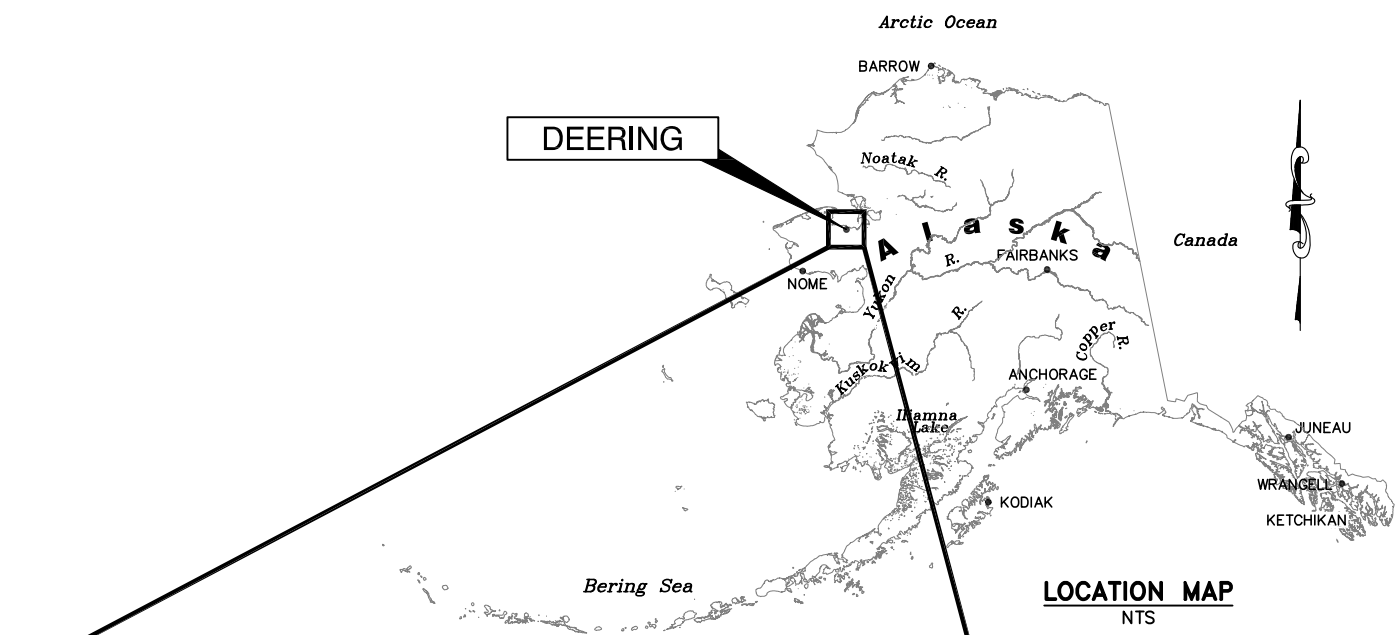 Arctic Ocean
BARROW
DEERING
Noatak R.
Alaska
Canada
FAIRBANKS
NOME
Yukon R.
Copper R.
Kuskokwim R.
ANCHORAGE
Iliamna
Lake
JUNEAU
WRANGELL
KODIAK
KETCHIKAN
Bering Sea
LOCATION MAP
NTS